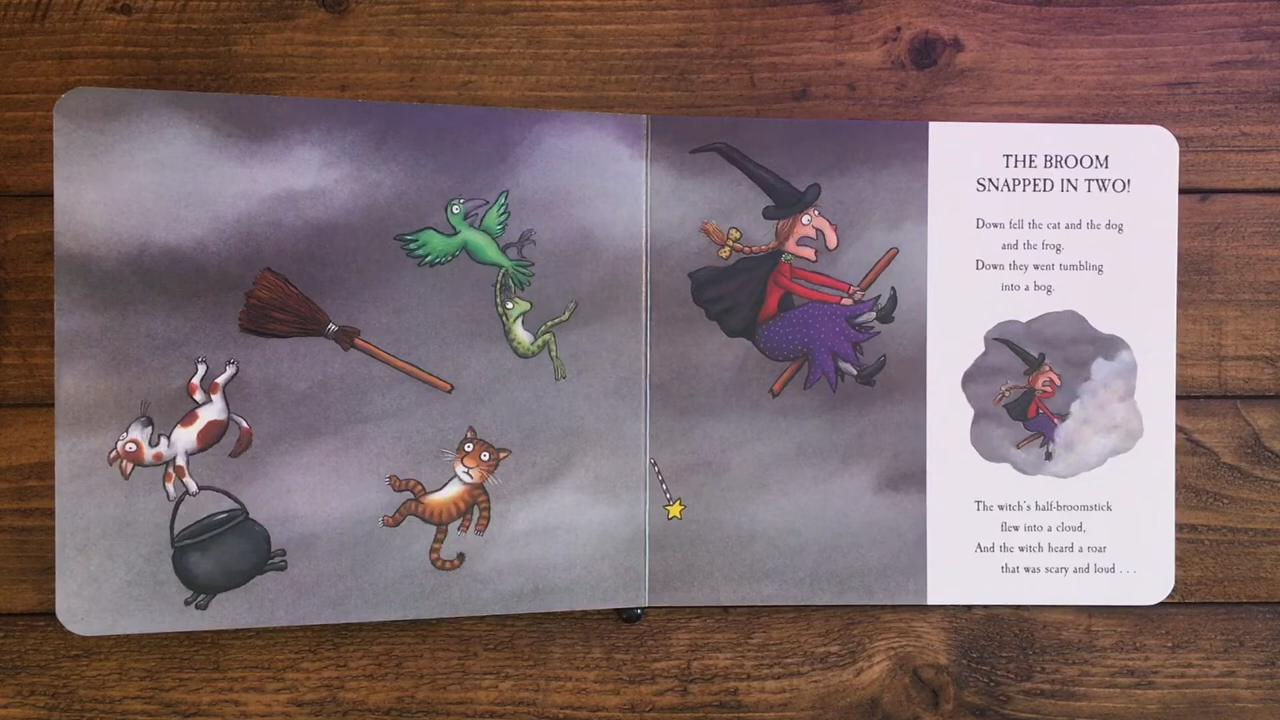 THE BROOM
SNAPPED IN TWO!
Down fell the cat and the dog
and the frog.
Down they went tumbling
into a bog.
The witch's half-broomstick
flew into a cloud,
And the witch heard a roar
that was scary and loud . . .